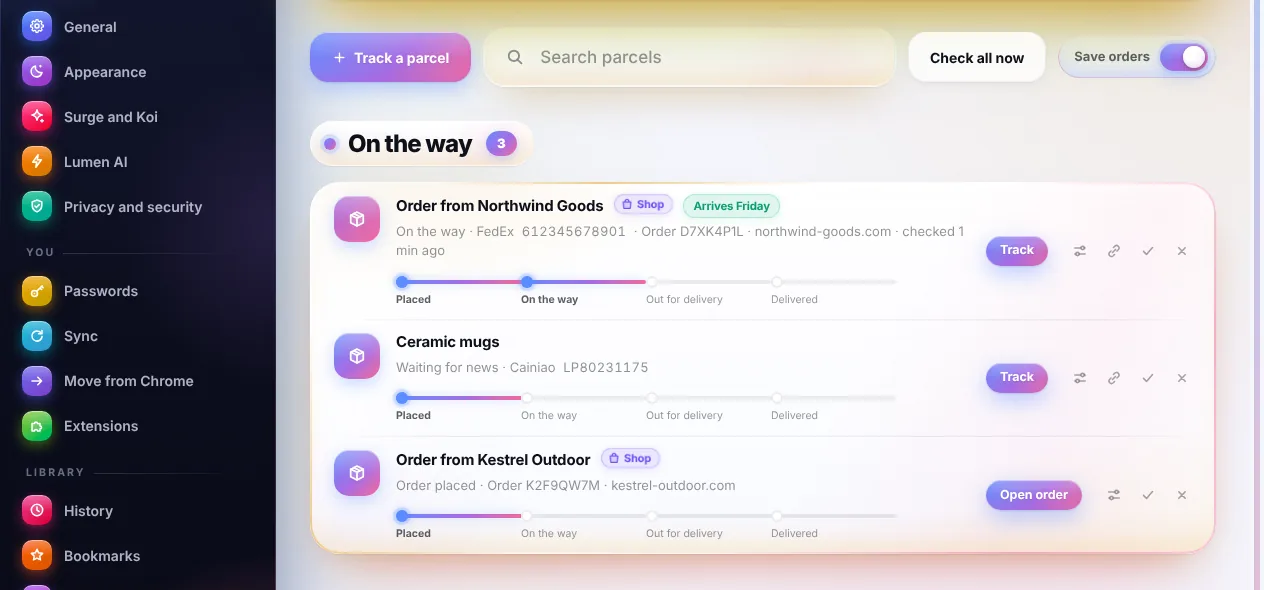 General
Appearance
Surge and Koi
Lumen AI
Privacy and security
YOU
Passwords
Sync
Move from Chrome
Extensions
LIBRARY
History
Bookmarks
+ Track a parcel
Search parcels
Check all now
Save orders
On the way 3
Order from Northwind Goods Shop Arrives Friday
On the way · FedEx 612345678901 · Order D7XK4P1L · northwind-goods.com · checked 1
min ago
Placed On the way Out for delivery Delivered
Track
Ceramic mugs
Waiting for news · Cainiao LP80231175
Placed On the way Out for delivery Delivered
Track
Order from Kestrel Outdoor Shop
Order placed · Order K2F9QW7M · kestrel-outdoor.com
Placed On the way Out for delivery Delivered
Open order